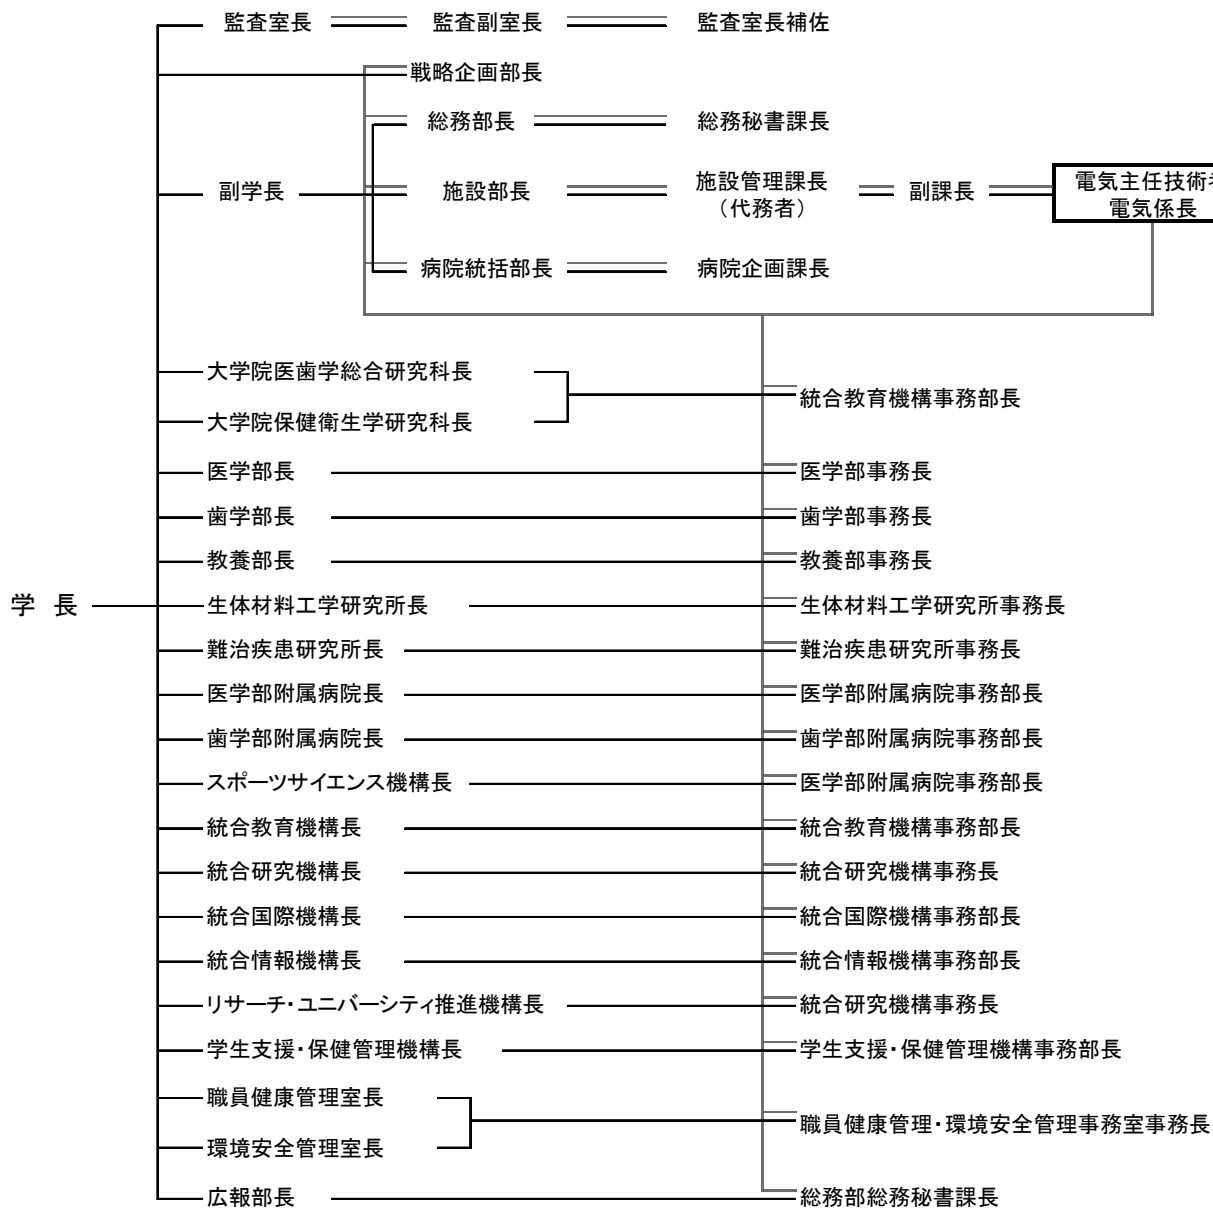 監査室長 監査副室長 監査室長補佐
戦略企画部長
総務部長 総務秘書課長
副学長 施設部長 施設管理課長 副課長 電気主任技術者
（代務者） 電気係長
病院統括部長 病院企画課長
大学院医歯学総合研究科長
統合教育機構事務部長
大学院保健衛生学研究科長
医学部長 医学部事務長
歯学部長 歯学部事務長
教養部長 教養部事務長
学 長 生体材料工学研究所長 生体材料工学研究所事務長
難治疾患研究所長 難治疾患研究所事務長
医学部附属病院長 医学部附属病院事務部長
歯学部附属病院長 歯学部附属病院事務部長
スポーツサイエンス機構長 医学部附属病院事務部長
統合教育機構長 統合教育機構事務部長
統合研究機構長 統合研究機構事務長
統合国際機構長 統合国際機構事務部長
統合情報機構長 統合情報機構事務部長
リサーチ・ユニバーシティ推進機構長 統合研究機構事務長
学生支援・保健管理機構長 学生支援・保健管理機構事務部長
職員健康管理室長
職員健康管理・環境安全管理事務室事務長
環境安全管理室長
広報部長 総務部総務秘書課長